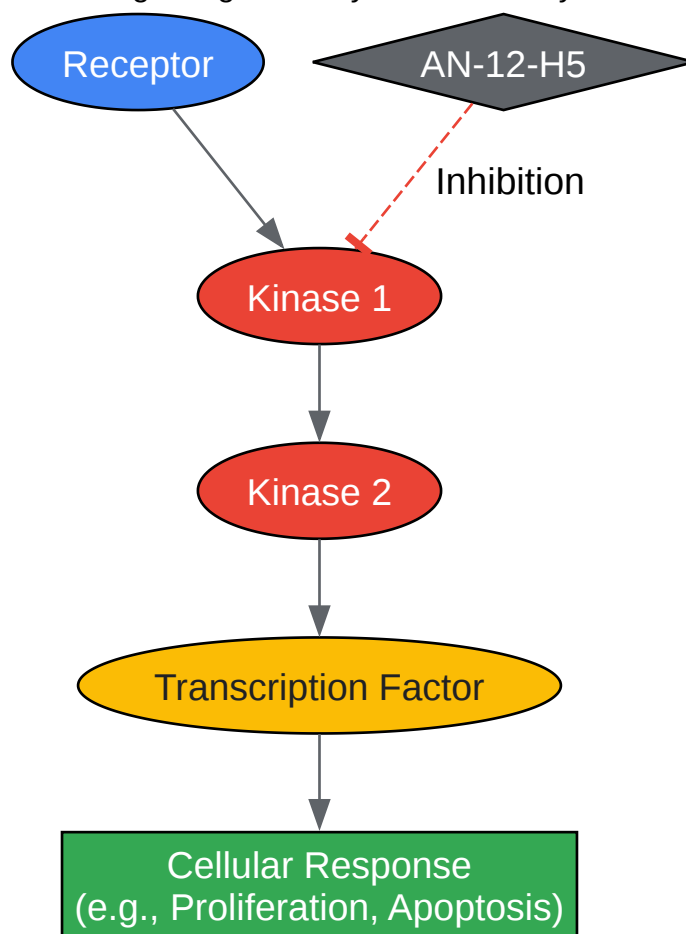 Receptor
AN-12-H5
Inhibition
Kinase 1
Kinase 2
Transcription Factor
Cellular Response
(e.g., Proliferation, Apoptosis)